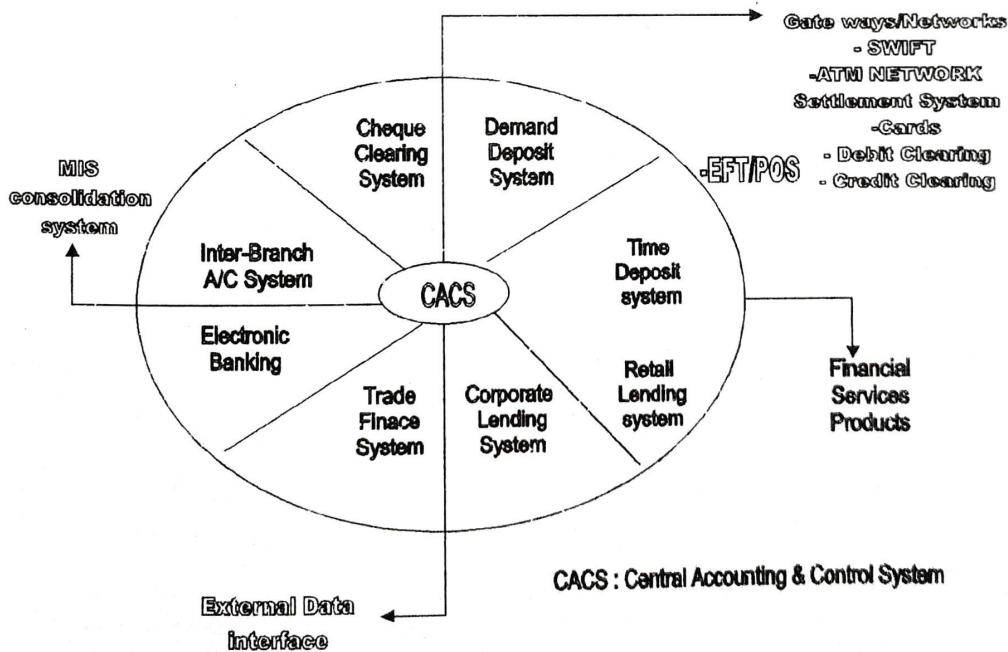 Gate ways/Networks
- SWIFT
-ATM NETWORK
Settlement System
-Cards
- Debit Clearing
- Credit Clearing
-EFT/POS
Cheque
Clearing
System
Demand
Deposit
System
MIS
consolidation
system
Inter-Branch
A/C System
CACS
Time
Deposit
system
Electronic
Banking
Trade
Finace
System
Corporate
Lending
System
Retail
Lending
system
Financial
Services
Products
CACS : Central Accounting & Control System
External Data
interface